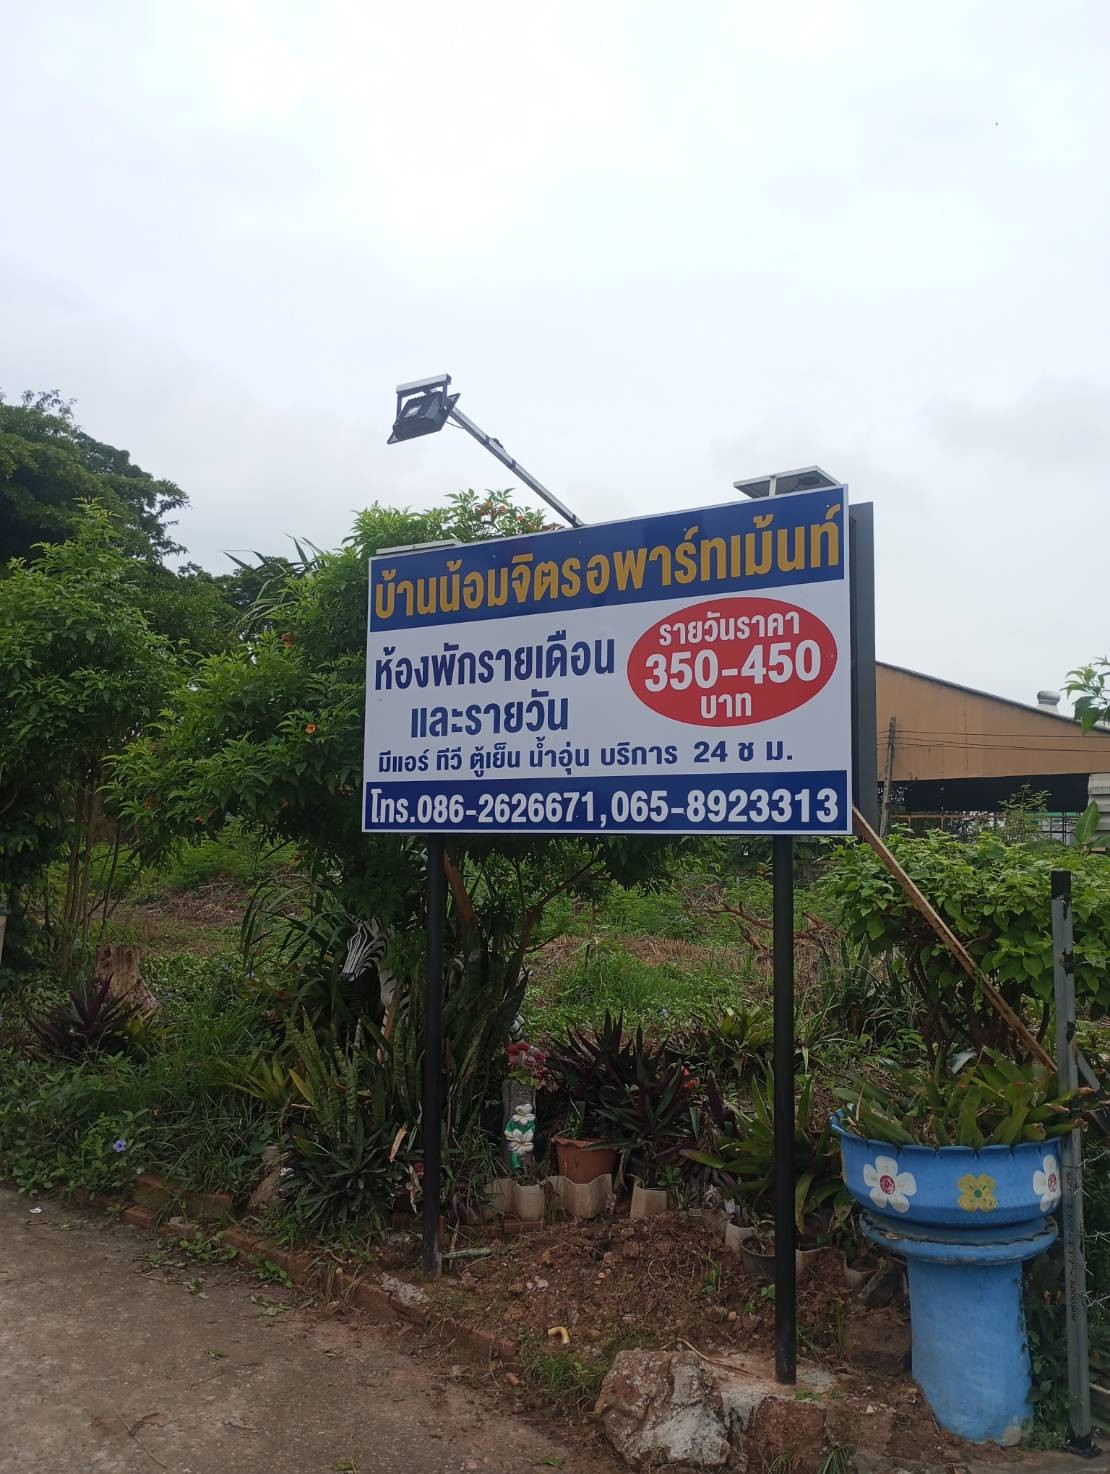 บ้านน้อมจิตรอพาร์ทเม้นท์
ห้องพักรายเดือน
และรายวัน
รายวันราคา
350-450
บาท
มีแอร์ ทีวี ตู้เย็น น้ำอุ่น บริการ 24 ช ม.
โทร.086-2626671,065-8923313